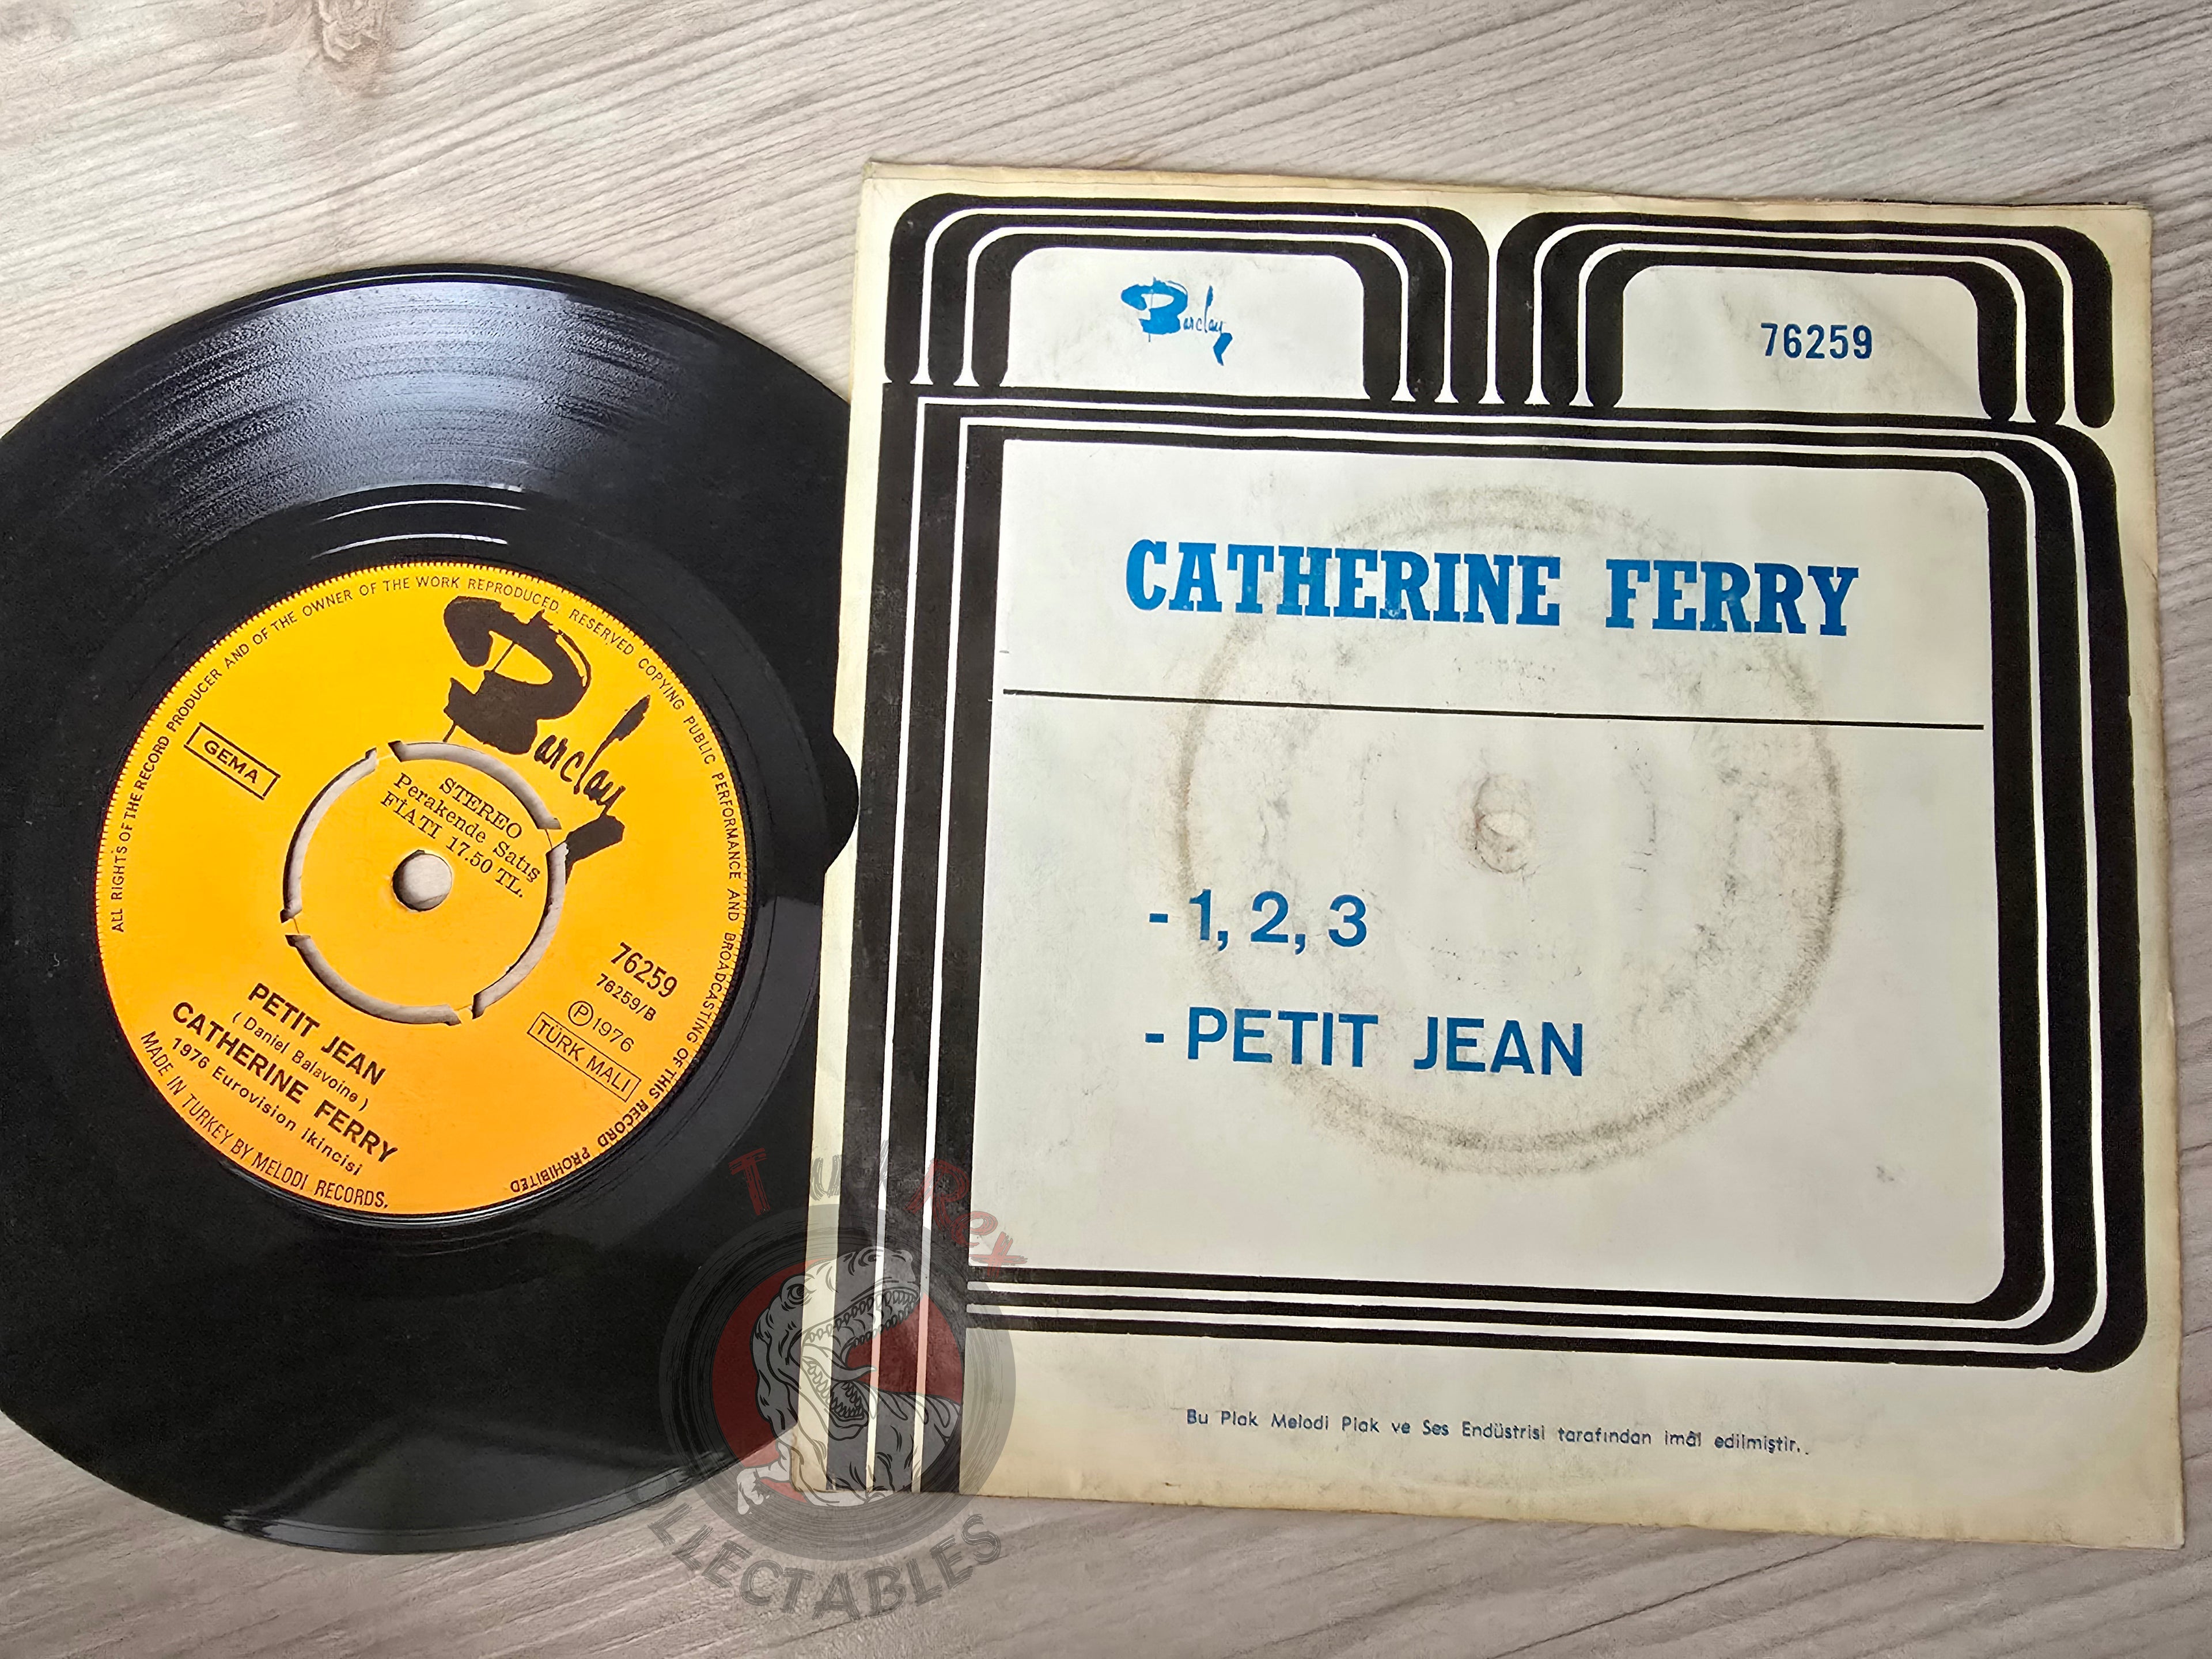 ALL RIGHTS OF THE RECORD PRODUCER AND OF THE OWNER OF THE WORK REPRODUCED. RESERVED COPYING PUBLIC PERFORMANCE AND BROADCASTING OF THIS RECORD PROHIBITED
Barclay
GEMA
STEREO
Perakende Satış
FİATI 17.50 TL.
76259
76259/B
Ⓟ 1976
TÜRK MALI
PETIT JEAN
( Daniel Balavoine )
CATHERINE FERRY
1976 Eurovision ikincisi
MADE IN TURKEY BY MELODI RECORDS,
Barclay
76259
CATHERINE FERRY
- 1, 2, 3
- PETIT JEAN
Bu Plak Melodi Plak ve Ses Endüstrisi tarafından imâl edilmiştir.
Rex